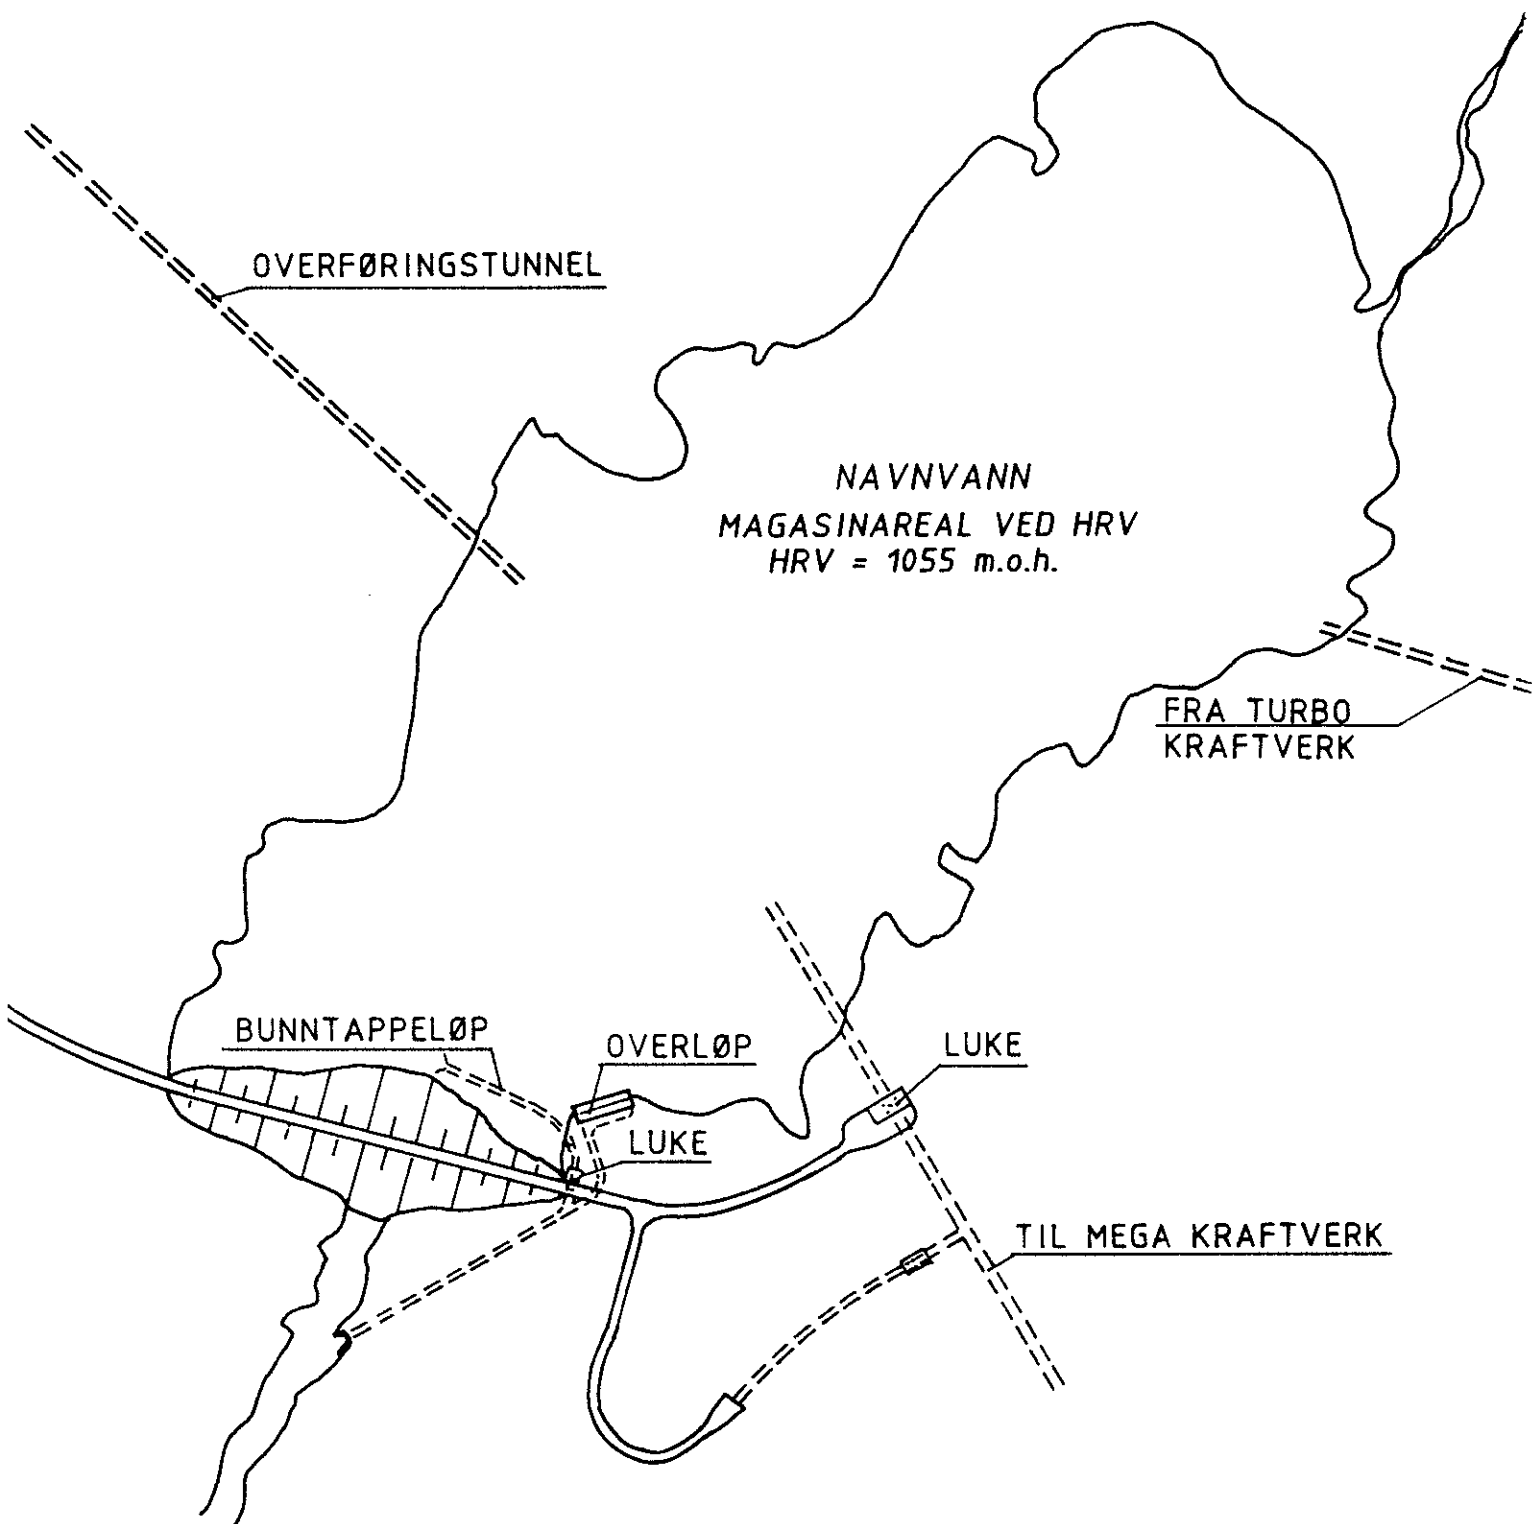 OVERFØRINGSTUNNEL
NAVNVANN
MAGASINAREAL VED HRV
HRV = 1055 m.o.h.
FRA TURBO
KRAFTVERK
BUNNTAPPELØP
OVERLØP
LUKE
LUKE
TIL MEGA KRAFTVERK